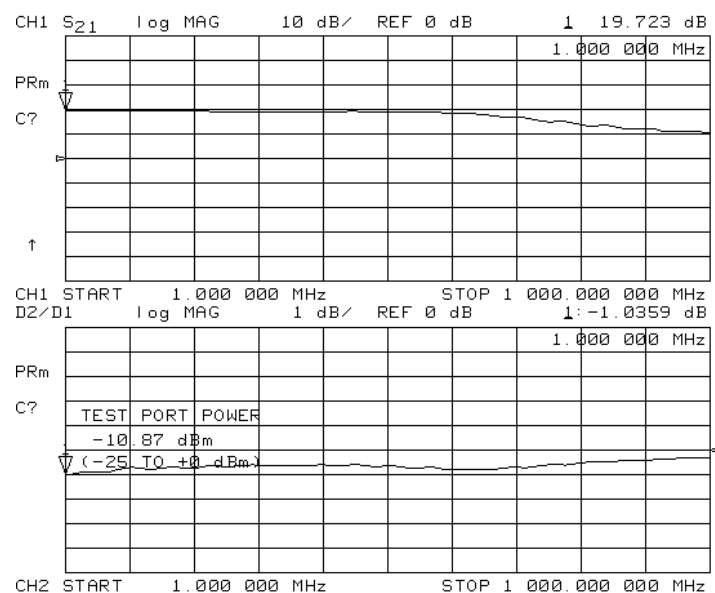 CH1 S21 log MAG 10 dB/ REF 0 dB 1 19.723 dB
1.000 000 MHz
PRm
C?
↑
CH1 START 1.000 000 MHz STOP 1 000.000 000 MHz
D2/D1 log MAG 1 dB/ REF 0 dB 1:-1.0359 dB
1.000 000 MHz
PRm
C?
TEST PORT POWER
-10.87 dBm
(-25 TO +0 dBm)
CH2 START 1.000 000 MHz STOP 1 000.000 000 MHz